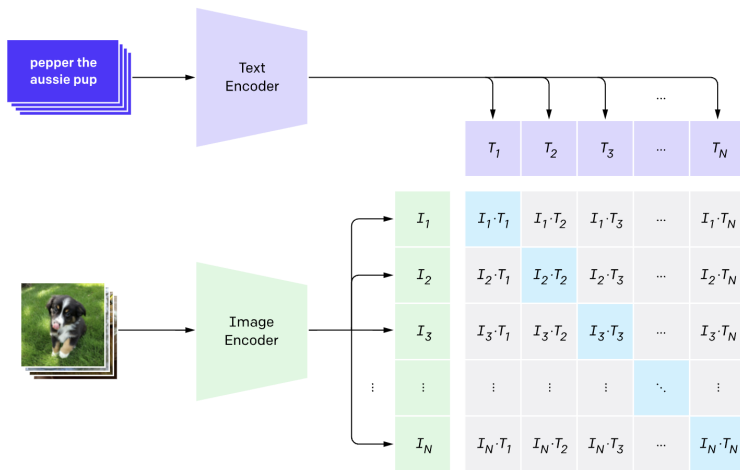 pepper the
aussie pup
Text
Encoder
...
T1 T2 T3 ... TN
I1 I1·T1 I1·T2 I1·T3 ... I1·TN
I2 I2·T1 I2·T2 I2·T3 ... I2·TN
Image
Encoder
I3 I3·T1 I3·T2 I3·T3 ... I3·TN
⋮ ⋮ ⋮ ⋮ ⋮ ⋱ ⋮
IN IN·T1 IN·T2 IN·T3 ... IN·TN